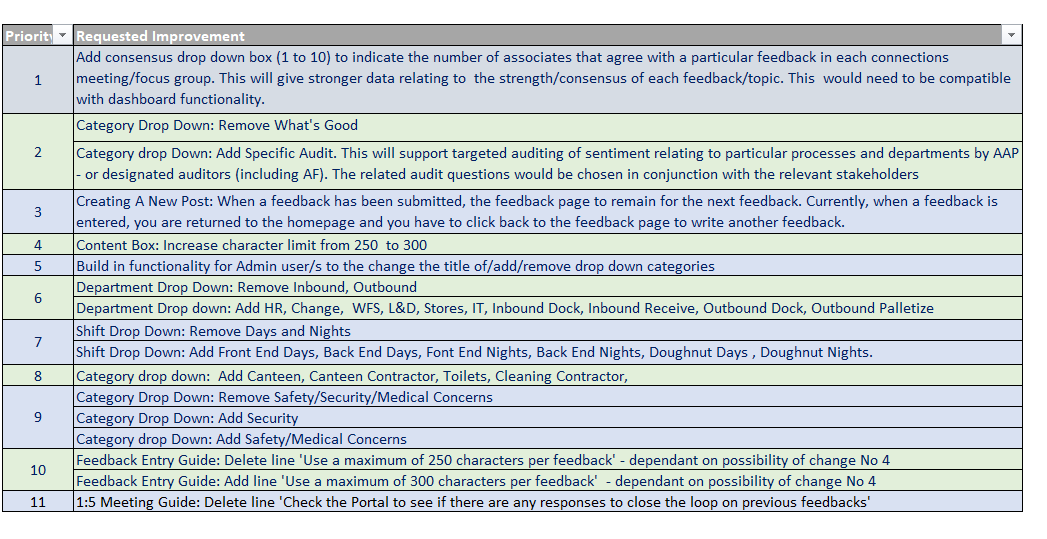 Priority Requested Improvement
1
Add consensus drop down box (1 to 10) to indicate the number of associates that agree with a particular feedback in each connections
meeting/focus group. This will give stronger data relating to the strength/consensus of each feedback/topic. This would need to be compatible
with dashboard functionality.
2
Category Drop Down: Remove What's Good
Category drop Down: Add Specific Audit. This will support targeted auditing of sentiment relating to particular processes and departments by AAP
- or designated auditors (including AF). The related audit questions would be chosen in conjunction with the relevant stakeholders
3
Creating A New Post: When a feedback has been submitted, the feedback page to remain for the next feedback. Currently, when a feedback is
entered, you are returned to the homepage and you have to click back to the feedback page to write another feedback.
4 Content Box: Increase character limit from 250 to 300
5 Build in functionality for Admin user/s to the change the title of/add/remove drop down categories
6
Department Drop Down: Remove Inbound, Outbound
Department Drop down: Add HR, Change, WFS, L&D, Stores, IT, Inbound Dock, Inbound Receive, Outbound Dock, Outbound Palletize
7
Shift Drop Down: Remove Days and Nights
Shift Drop Down: Add Front End Days, Back End Days, Font End Nights, Back End Nights, Doughnut Days , Doughnut Nights.
8 Category drop down: Add Canteen, Canteen Contractor, Toilets, Cleaning Contractor,
9
Category Drop Down: Remove Safety/Security/Medical Concerns
Category Drop Down: Add Security
Category drop Down: Add Safety/Medical Concerns
10
Feedback Entry Guide: Delete line 'Use a maximum of 250 characters per feedback' - dependant on possibility of change No 4
Feedback Entry Guide: Add line 'Use a maximum of 300 characters per feedback' - dependant on possibility of change No 4
11 1:5 Meeting Guide: Delete line 'Check the Portal to see if there are any responses to close the loop on previous feedbacks'